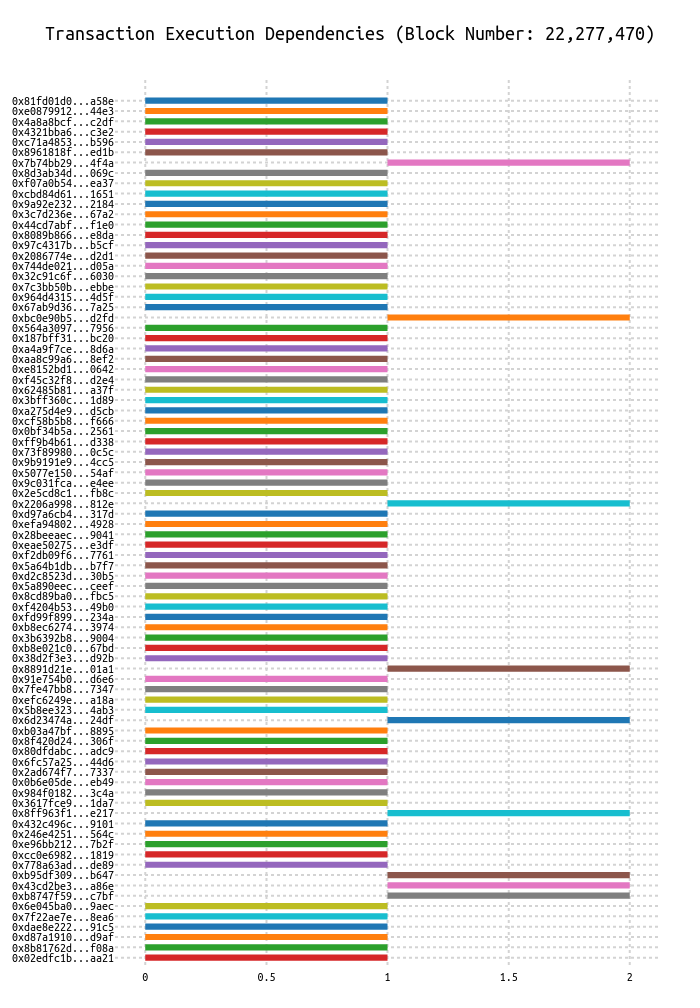 Transaction Execution Dependencies (Block Number: 22,277,470)
0x81fd01d0...a58e
0xe0879912...44e3
0x4a8a8bcf...c2df
0x4321bba6...c3e2
0xc71a4853...b596
0x8961818f...ed1b
0x7b74bb29...4f4a
0x8d3ab34d...069c
0xf07a0b54...ea37
0xcbd84d61...1651
0x9a92e232...2184
0x3c7d236e...67a2
0x44cd7abf...f1e0
0x8089b866...e8da
0x97c4317b...b5cf
0x2086774e...d2d1
0x744de021...d05a
0x32c91c6f...6030
0x7c3bb50b...ebbe
0x964d4315...4d5f
0x67ab9d36...7a25
0xbc0e90b5...d2fd
0x564a3097...7956
0x187bff31...bc20
0xa4a9f7ce...8d6a
0xaa8c99a6...8ef2
0xe8152bd1...0642
0xf45c32f8...d2e4
0x62485b81...a37f
0x3bff360c...1d89
0xa275d4e9...d5cb
0xcf58b5b8...f666
0x0bf34b5a...2561
0xff9b4b61...d338
0x73f89980...0c5c
0x9b9191e9...4cc5
0x5077e150...54af
0x9c031fca...e4ee
0x2e5cd8c1...fb8c
0x2206a998...812e
0xd97a6cb4...317d
0xefa94802...4928
0x28beeaec...9041
0xeae50275...e3df
0xf2db09f6...7761
0x5a64b1db...b7f7
0xd2c8523d...30b5
0x5a890eec...ceef
0x8cd89ba0...fbc5
0xf4204b53...49b0
0xfd99f899...234a
0xb8ec6274...3974
0x3b6392b8...9004
0xb8e021c0...67bd
0x38d2f3e3...d92b
0x8891d21e...01a1
0x91e754b0...d6e6
0x7fe47bb8...7347
0xefc6249e...a18a
0x5b8ee323...4ab3
0x6d23474a...24df
0xb03a47bf...8895
0x8f420d24...306f
0x80dfdabc...adc9
0x6fc57a25...44d6
0x2ad674f7...7337
0x0b6e05de...eb49
0x984f0182...3c4a
0x3617fce9...1da7
0x8ff963f1...e217
0x432c496c...9101
0x246e4251...564c
0xe96bb212...7b2f
0xcc0e6982...1819
0x778a63ad...de89
0xb95df309...b647
0x43cd2be3...a86e
0xb8747f59...c7bf
0x6e045ba0...9aec
0x7f22ae7e...8ea6
0xdae8e222...91c5
0xd87a1910...d9af
0x8b81762d...f08a
0x02edfc1b...aa21
0 0.5 1 1.5 2